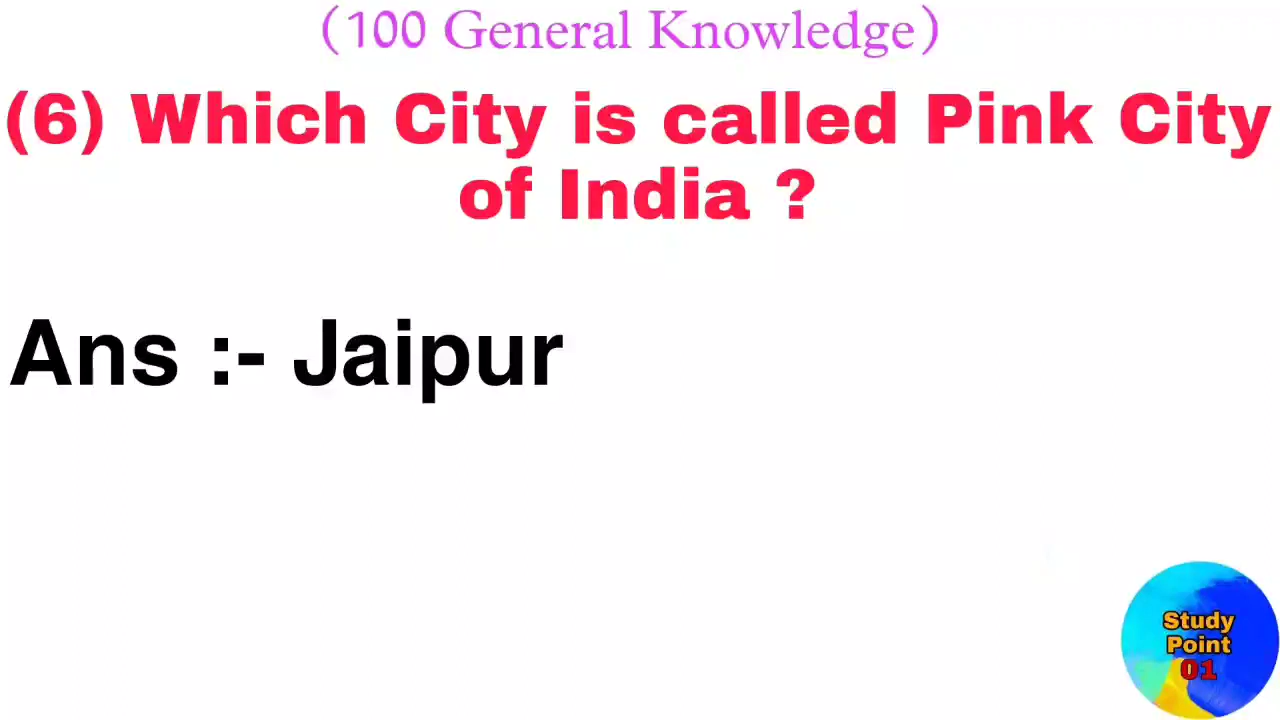 (100 General Knowledge)
(6) Which City is called Pink City
of India ?
Ans :- Jaipur
Study
Point
01